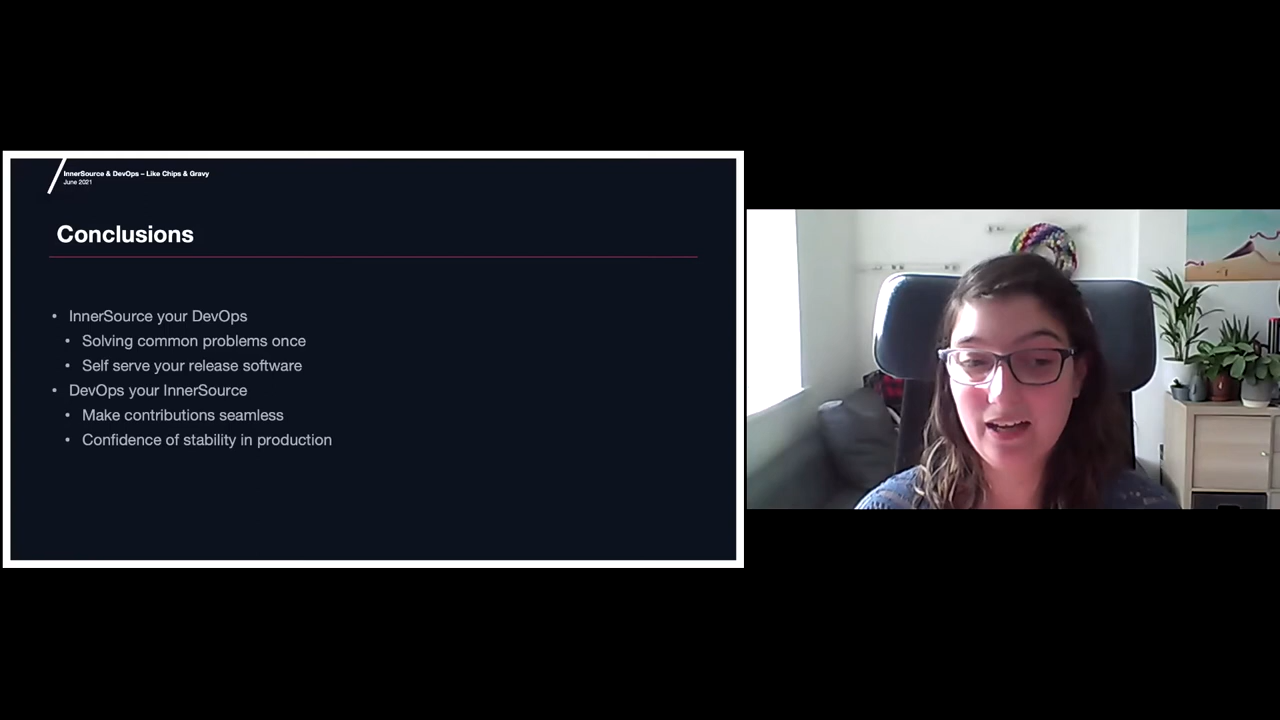 InnerSource & DevOps – Like Chips & Gravy
June 2021
Conclusions
• InnerSource your DevOps
• Solving common problems once
• Self serve your release software
• DevOps your InnerSource
• Make contributions seamless
• Confidence of stability in production